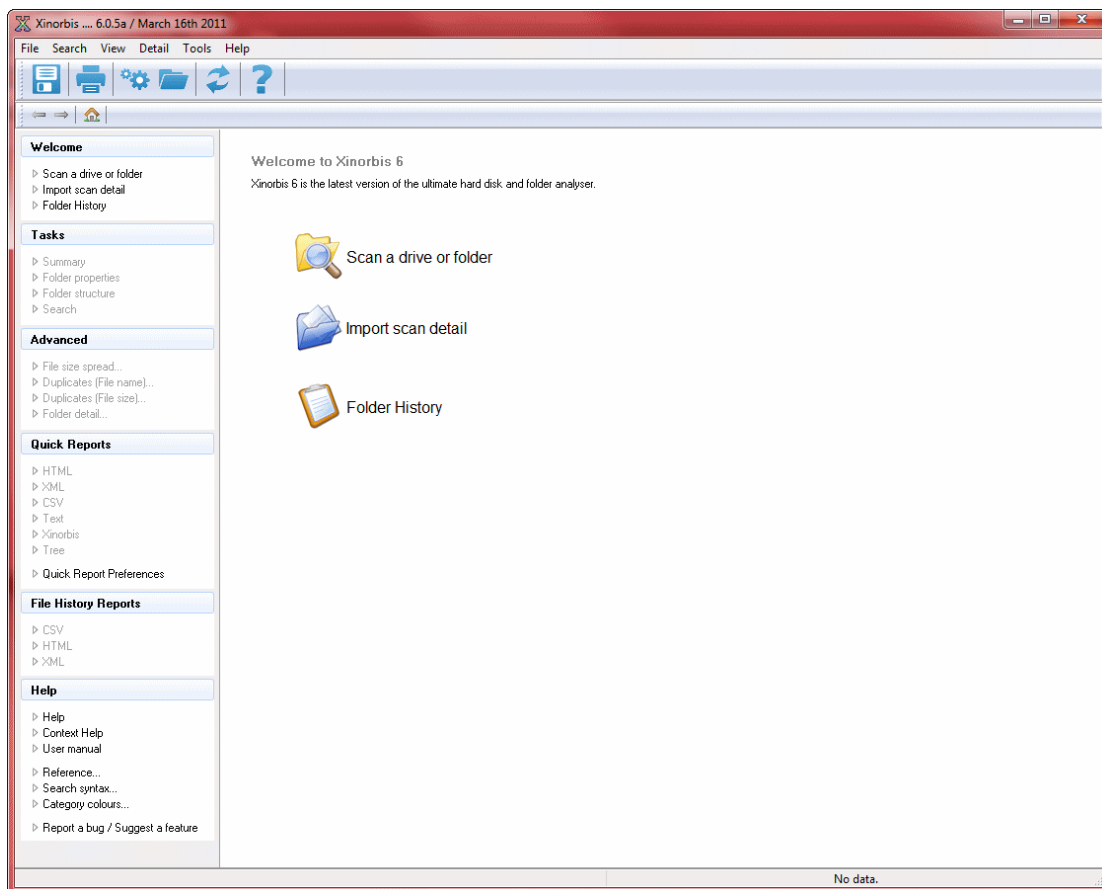 Xinorbis .... 6.0.5a / March 16th 2011
File Search View Detail Tools Help
Welcome
Scan a drive or folder
Import scan detail
Folder History
Tasks
Summary
Folder properties
Folder structure
Search
Advanced
File size spread...
Duplicates (File name)...
Duplicates (File size)...
Folder detail...
Quick Reports
HTML
XML
CSV
Text
Xinorbis
Tree
Quick Report Preferences
File History Reports
CSV
HTML
XML
Help
Help
Context Help
User manual
Reference...
Search syntax...
Category colours...
Report a bug / Suggest a feature
Welcome to Xinorbis 6
Xinorbis 6 is the latest version of the ultimate hard disk and folder analyser.
Scan a drive or folder
Import scan detail
Folder History
No data.